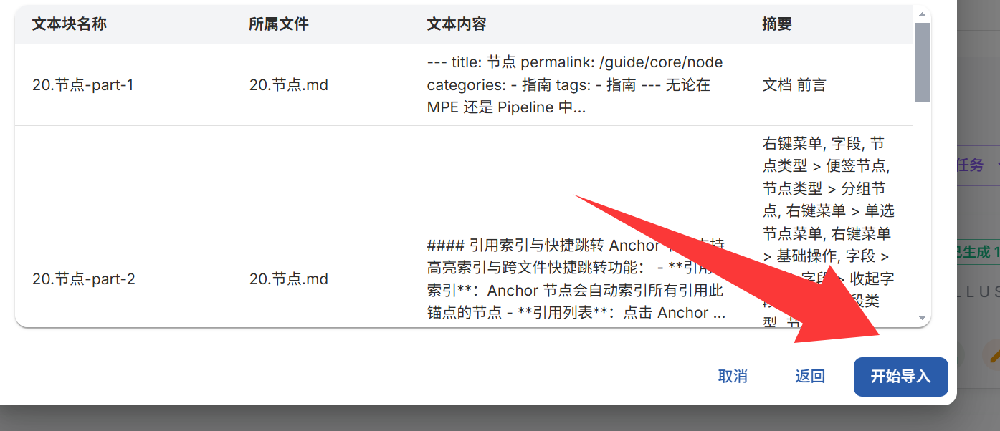 文本块名称 所属文件 文本内容 摘要
20.节点-part-1
20.节点.md
--- title: 节点 permalink: /guide/core/node
categories: - 指南 tags: - 指南 --- 无论在
MPE 还是 Pipeline 中...
文档 前言
20.节点-part-2
20.节点.md
#### 引用索引与快捷跳转 Anchor 支持
高亮索引与跨文件快捷跳转功能： - **引用
索引**：Anchor 节点会自动索引所有引用此
锚点的节点 - **引用列表**：点击 Anchor ...
右键菜单, 字段, 节
点类型 > 便签节点,
节点类型 > 分组节
点, 右键菜单 > 单选
节点菜单, 右键菜单
> 基础操作, 字段 >
字段 > 收起字
段类
型, 节
取消 返回 开始导入
任务
已生成 1
LLUS